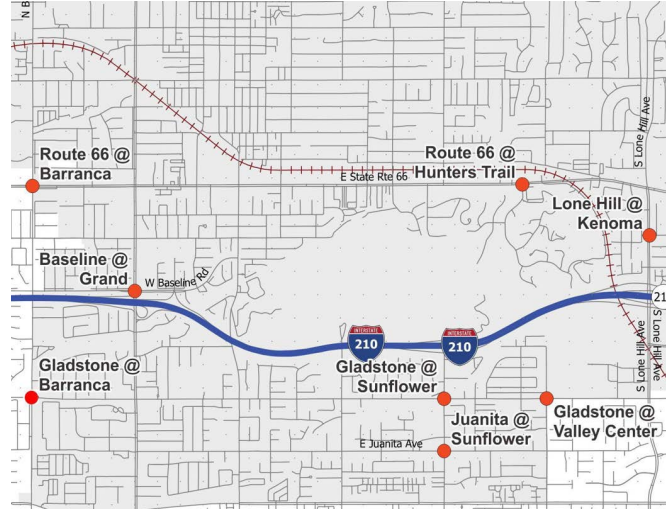 N B
S Lone Hill Ave
Route 66 @
Barranca
Route 66 @
Hunters Trail
E State Rte 66
Lone Hill @
Kenoma
Baseline @
Grand
W Baseline Rd
21
INTERSTATE
210
INTERSTATE
210
S Lone Hill Ave
S Lone Hill Ave
Gladstone @
Barranca
Gladstone @
Sunflower
Juanita @
Sunflower
Gladstone @
Valley Center
E Juanita Ave